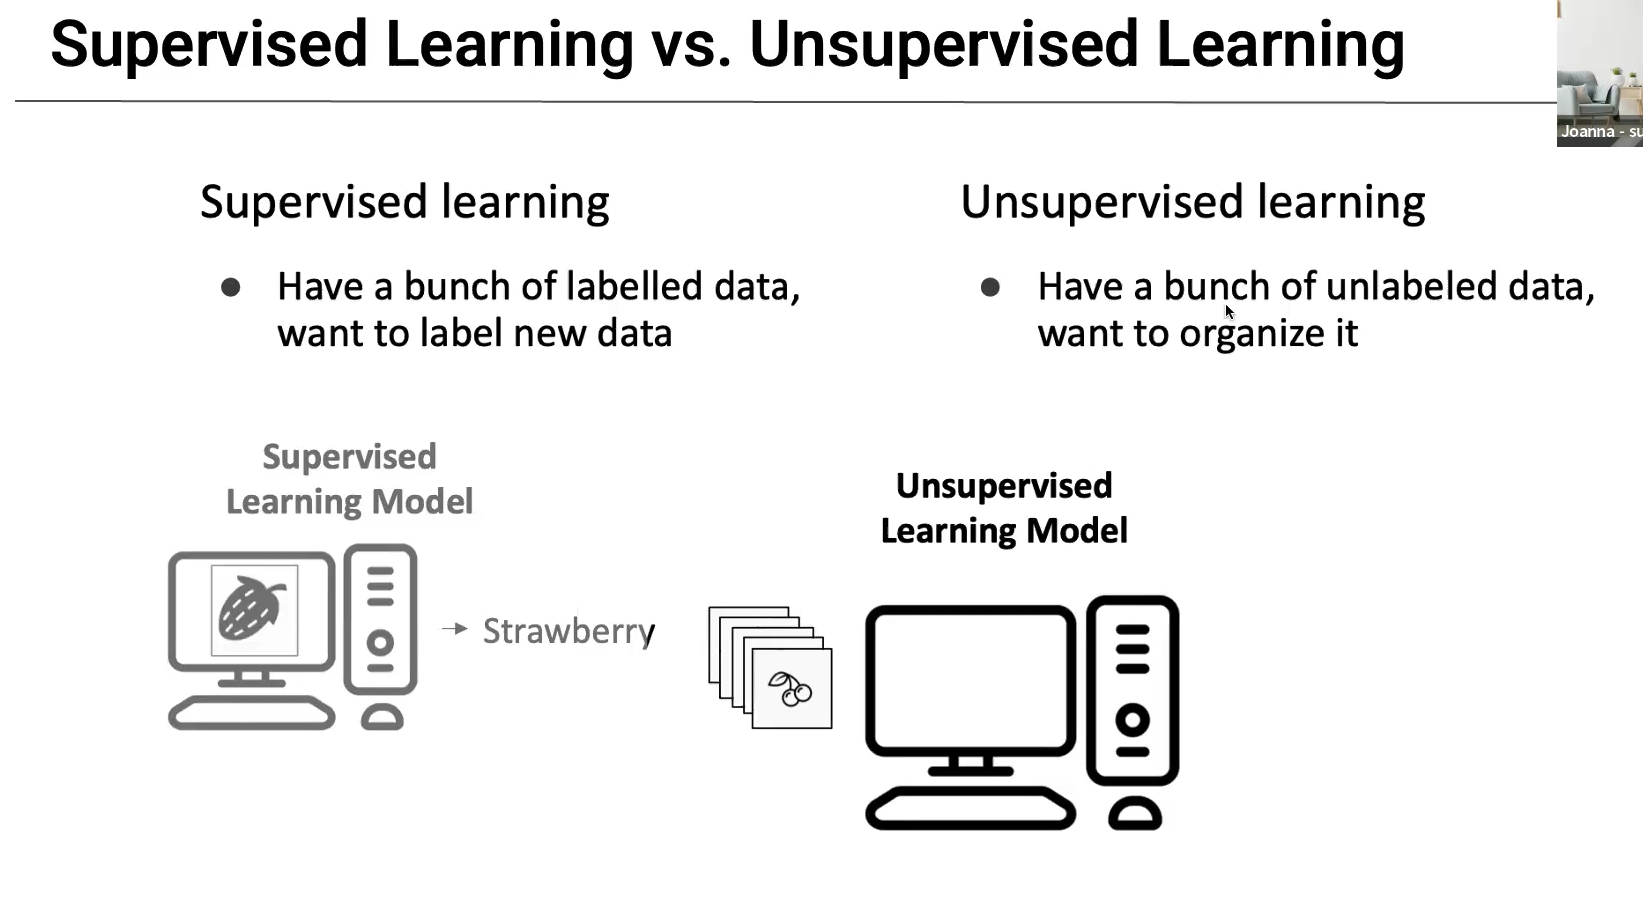 Supervised Learning vs. Unsupervised Learning
Joanna - su
Supervised learning
● Have a bunch of labelled data,
want to label new data
Unsupervised learning
● Have a bunch of unlabeled data,
want to organize it
Supervised
Learning Model
→ Strawberry
Unsupervised
Learning Model